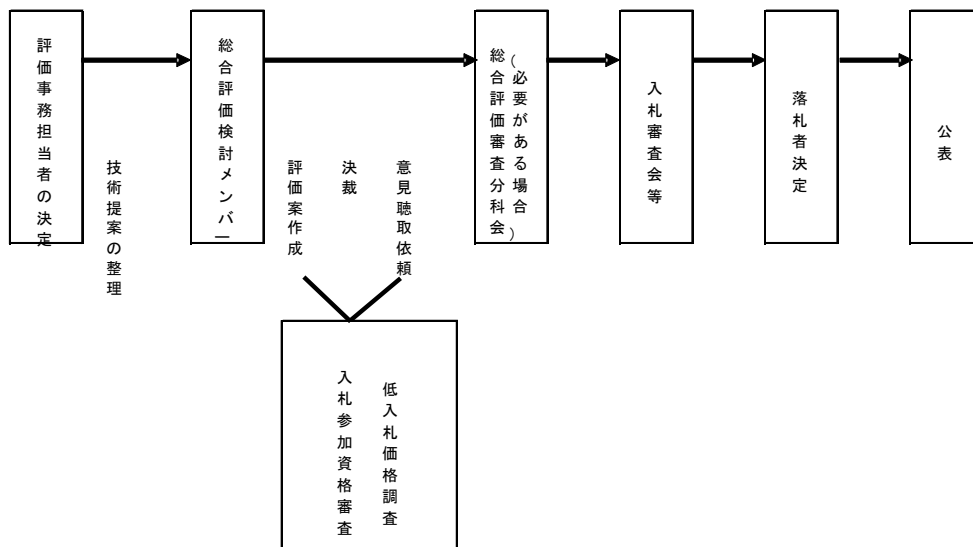 評価事務担当者の決定
技術提案の整理
総合評価検討メンバー
評価案作成
決裁
意見聴取依頼
総合評価審査分科会
（必要がある場合）
入札審査会等
落札者決定
公表
低入札価格調査
入札参加資格審査